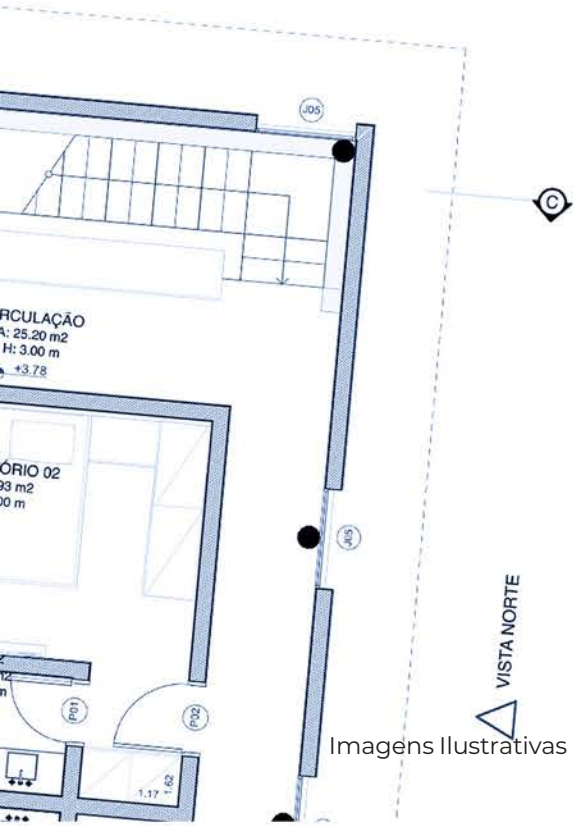 J05
C
RCULAÇÃO
A: 25.20 m2
H: 3.00 m
+3.78
ÓRIO 02
93 m2
00 m
J05
VISTA NORTE
P01
P02
Imagens Ilustrativas
1.17
1.62